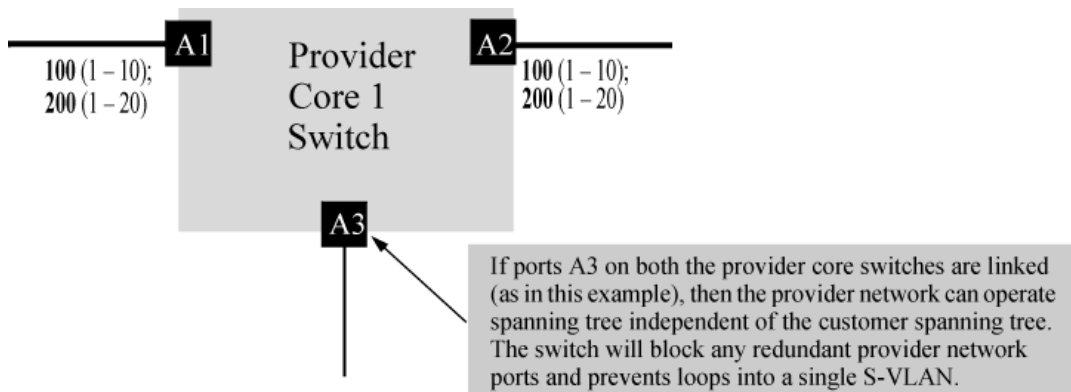 A1
Provider
Core 1
Switch
A2
100 (1 – 10);
200 (1 – 20)
100 (1 – 10);
200 (1 – 20)
A3
If ports A3 on both the provider core switches are linked
(as in this example), then the provider network can operate
spanning tree independent of the customer spanning tree.
The switch will block any redundant provider network
ports and prevents loops into a single S-VLAN.